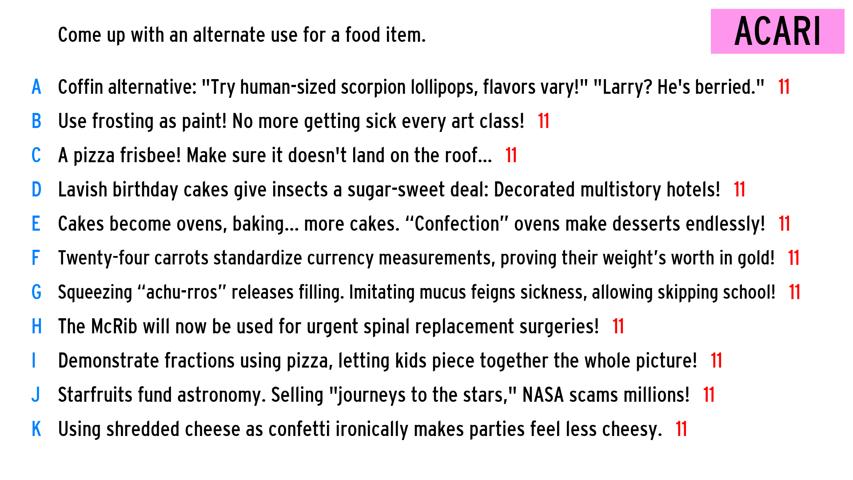 Come up with an alternate use for a food item.
ACARI
A Coffin alternative: "Try human-sized scorpion lollipops, flavors vary!" "Larry? He's berried." 11
B Use frosting as paint! No more getting sick every art class! 11
C A pizza frisbee! Make sure it doesn't land on the roof... 11
D Lavish birthday cakes give insects a sugar-sweet deal: Decorated multistory hotels! 11
E Cakes become ovens, baking... more cakes. “Confection” ovens make desserts endlessly! 11
F Twenty-four carrots standardize currency measurements, proving their weight’s worth in gold! 11
G Squeezing “achu-rros” releases filling. Imitating mucus feigns sickness, allowing skipping school! 11
H The McRib will now be used for urgent spinal replacement surgeries! 11
I Demonstrate fractions using pizza, letting kids piece together the whole picture! 11
J Starfruits fund astronomy. Selling "journeys to the stars," NASA scams millions! 11
K Using shredded cheese as confetti ironically makes parties feel less cheesy. 11